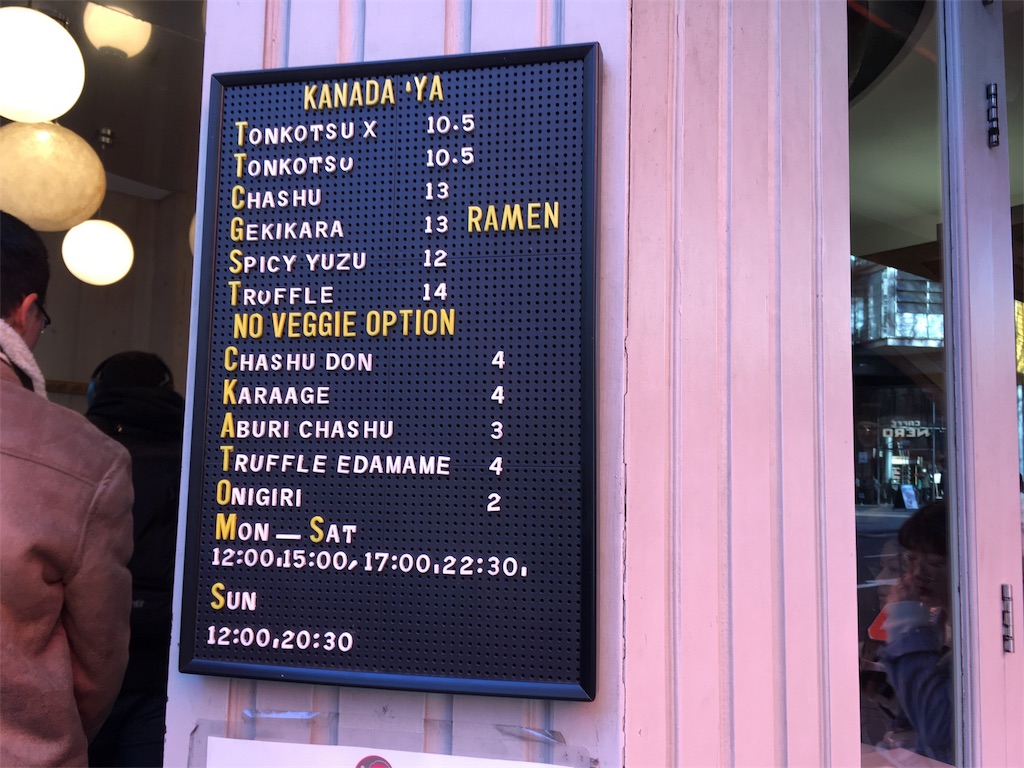 KANADA 'YA
TONKOTSU X 10.5
TONKOTSU 10.5
CHASHU 13
GEKIKARA 13 RAMEN
SPICY YUZU 12
TRUFFLE 14
NO VEGGIE OPTION
CHASHU DON 4
KARAAGE 4
ABURI CHASHU 3
TRUFFLE EDAMAME 4
ONIGIRI 2
MON — SAT
12:00,15:00, 17:00,22:30,
SUN
12:00,20:30
CAFFÈ
NERO